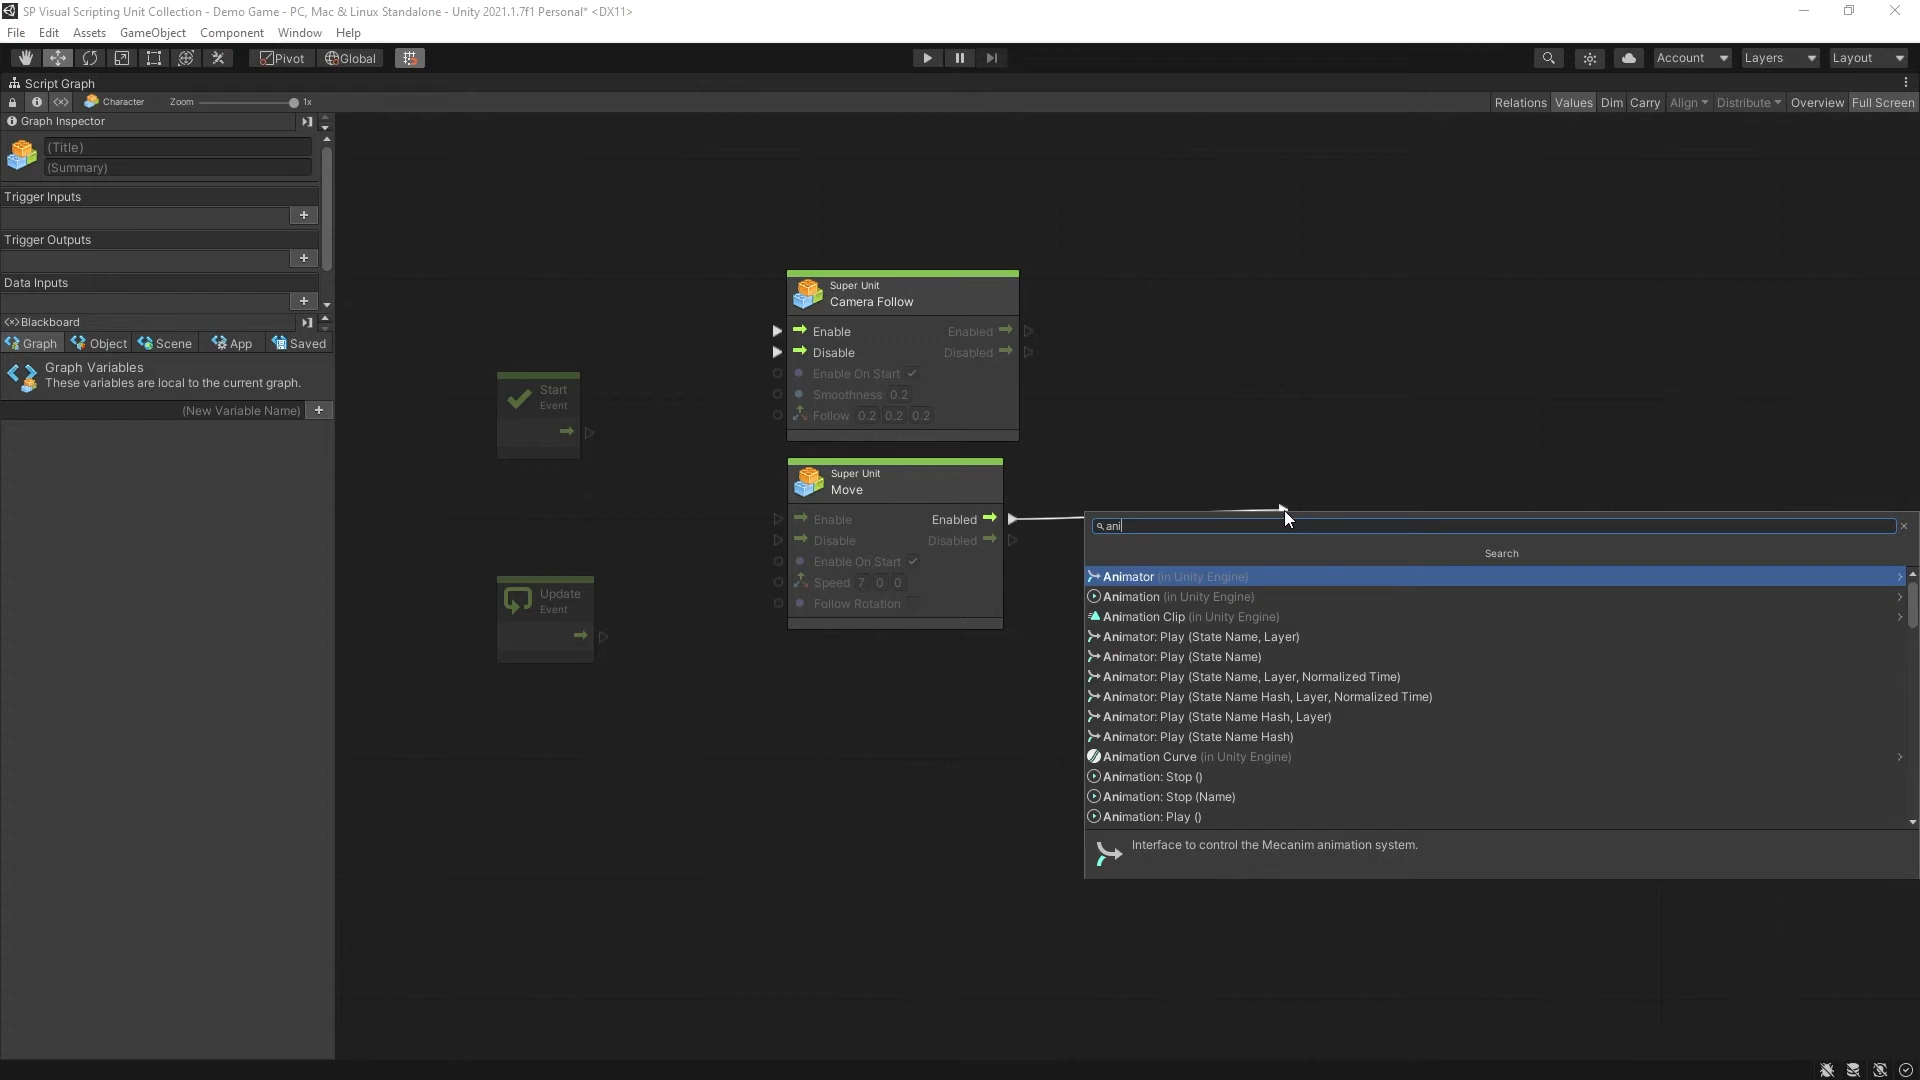 SP Visual Scripting Unit Collection - Demo Game - PC, Mac & Linux Standalone - Unity 2021.1.7f1 Personal* <DX11>
File Edit Assets GameObject Component Window Help
Pivot Global Account Layers Layout
Script Graph
Character Zoom 1x Relations Values Dim Carry Align Distribute Overview Full Screen
Graph Inspector
(Title)
(Summary)
Trigger Inputs
Trigger Outputs
Data Inputs
Blackboard
Graph Object Scene App Saved
Graph Variables
These variables are local to the current graph.
(New Variable Name)
Start
Event
Update
Event
Super Unit
Camera Follow
Enable Enabled
Disable Disabled
Enable On Start
Smoothness 0.2
Follow 0.2 0.2 0.2
Super Unit
Move
Enable Enabled
Disable Disabled
Enable On Start
Speed 7 0 0
Follow Rotation
ani
Search
Animator (in Unity Engine)
Animation (in Unity Engine)
Animation Clip (in Unity Engine)
Animator: Play (State Name, Layer)
Animator: Play (State Name)
Animator: Play (State Name, Layer, Normalized Time)
Animator: Play (State Name Hash, Layer, Normalized Time)
Animator: Play (State Name Hash, Layer)
Animator: Play (State Name Hash)
Animation Curve (in Unity Engine)
Animation: Stop ()
Animation: Stop (Name)
Animation: Play ()
Interface to control the Mecanim animation system.